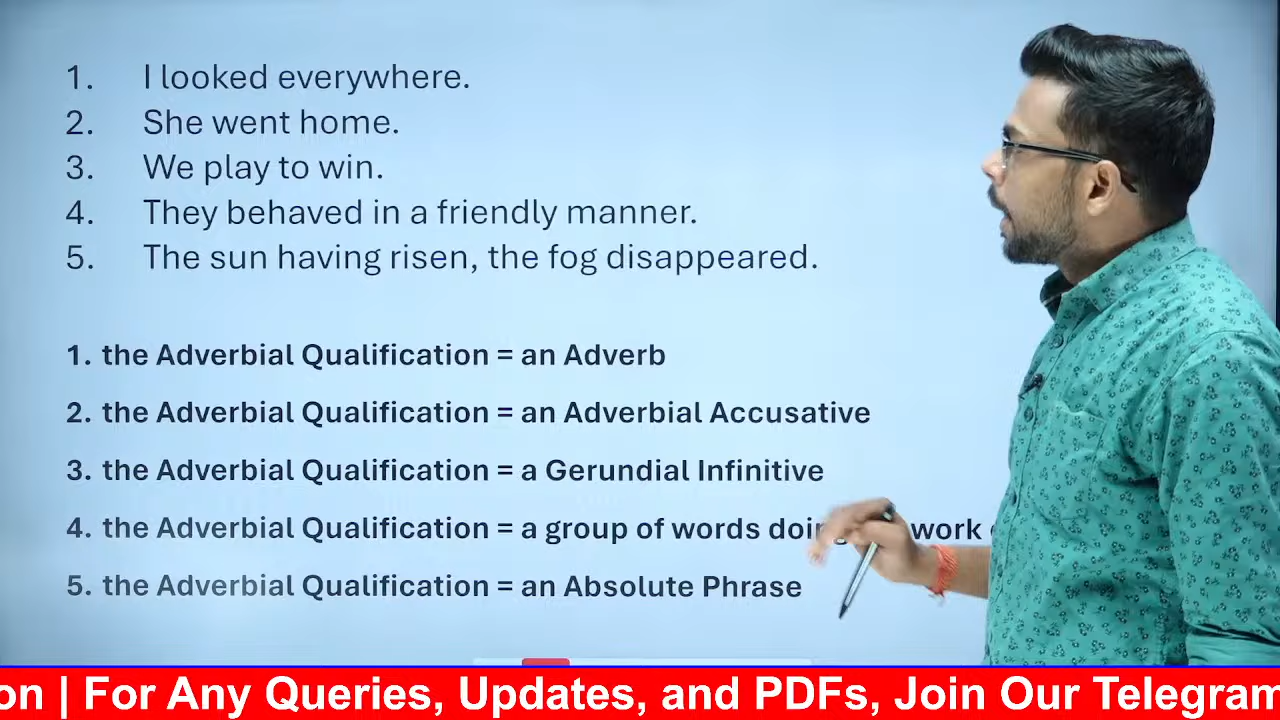 1. I looked everywhere.
2. She went home.
3. We play to win.
4. They behaved in a friendly manner.
5. The sun having risen, the fog disappeared.
1. the Adverbial Qualification = an Adverb
2. the Adverbial Qualification = an Adverbial Accusative
3. the Adverbial Qualification = a Gerundial Infinitive
4. the Adverbial Qualification = a group of words work
5. the Adverbial Qualification = an Absolute Phrase
on | For Any Queries, Updates, and PDFs, Join Our Telegram